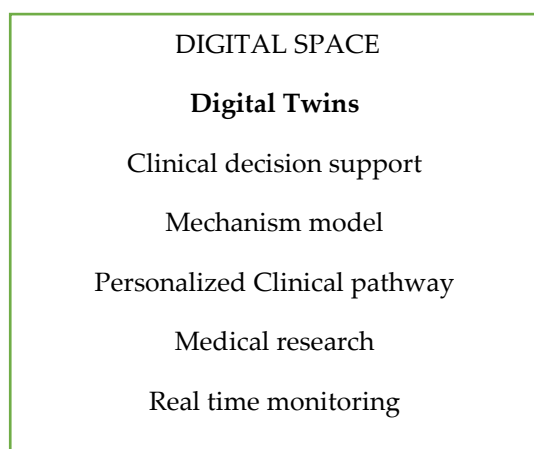 DIGITAL SPACE
Digital Twins
Clinical decision support
Mechanism model
Personalized Clinical pathway
Medical research
Real time monitoring